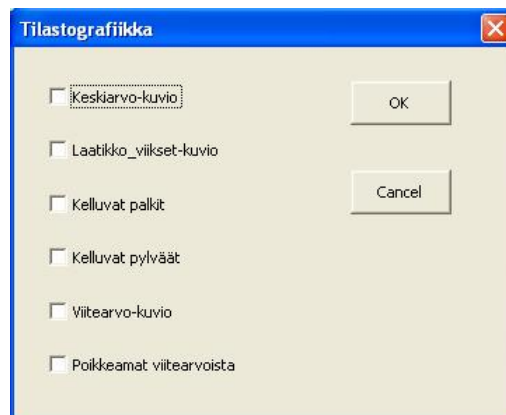 Tilastografiikka
Keskiarvo-kuvio
OK
Laatikko_viikset-kuvio
Cancel
Kelluvat palkit
Kelluvat pylväät
Viitearvo-kuvio
Poikkeamat viitearvoista